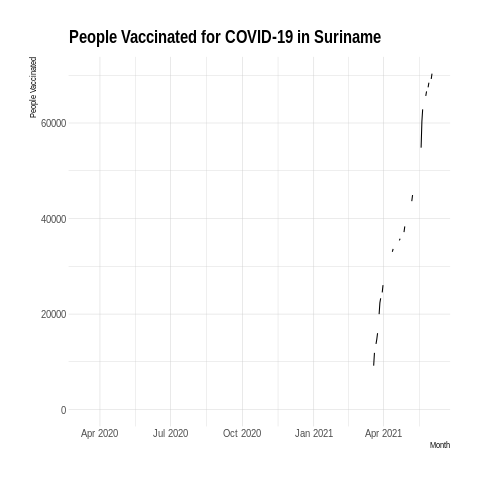 People Vaccinated for COVID-19 in Suriname
People Vaccinated
60000
40000
20000
0
Apr 2020 Jul 2020 Oct 2020 Jan 2021 Apr 2021
Month